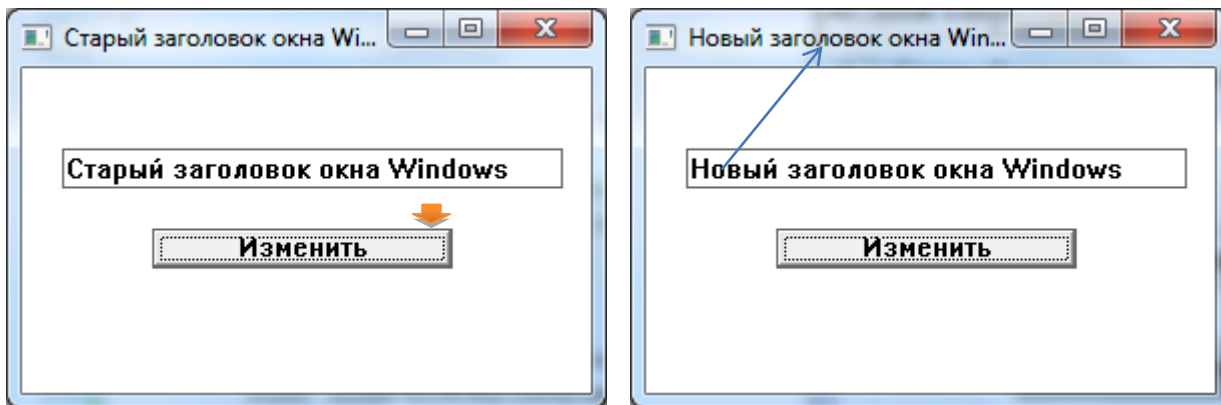 Старый заголовок окна Wi...
Старый заголовок окна Windows
Изменить
Новый заголовок окна Win...
Новый заголовок окна Windows
Изменить